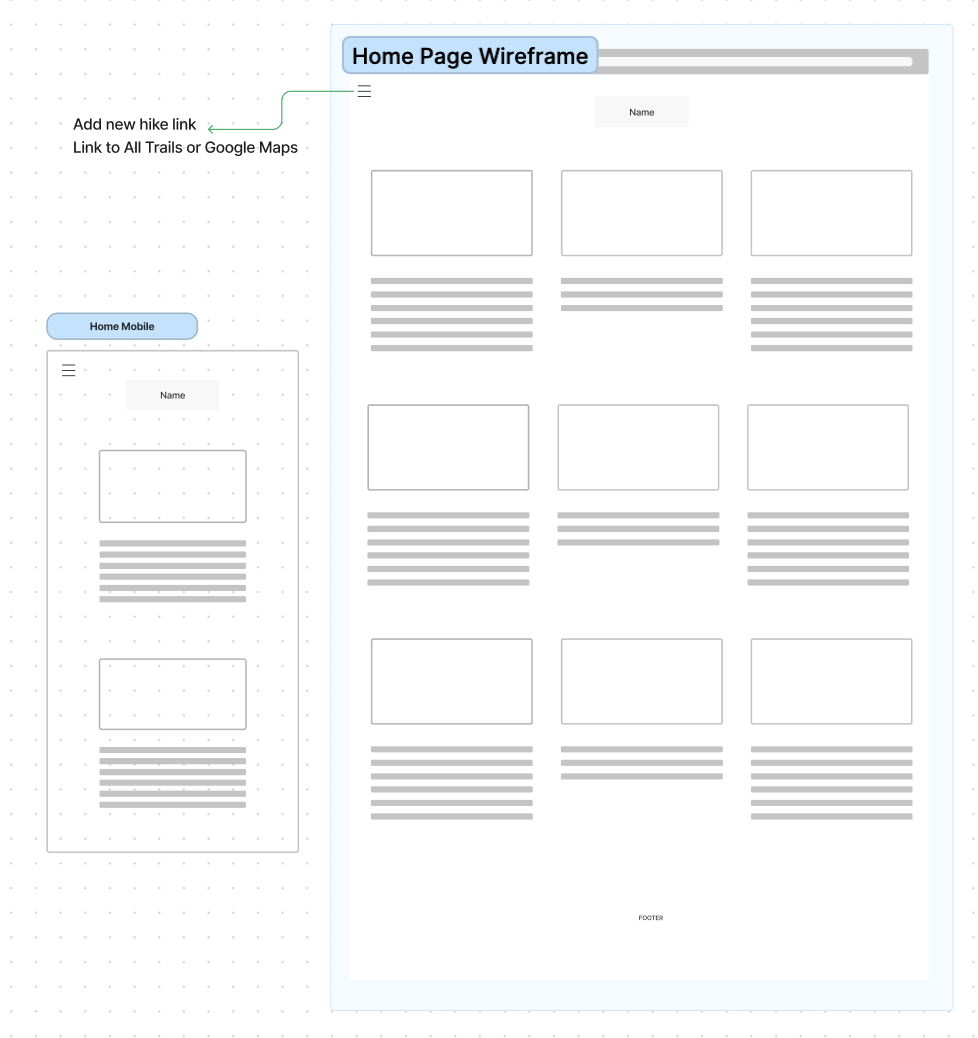 Home Page Wireframe
Name
Add new hike link
Link to All Trails or Google Maps
Home Mobile
Name
FOOTER